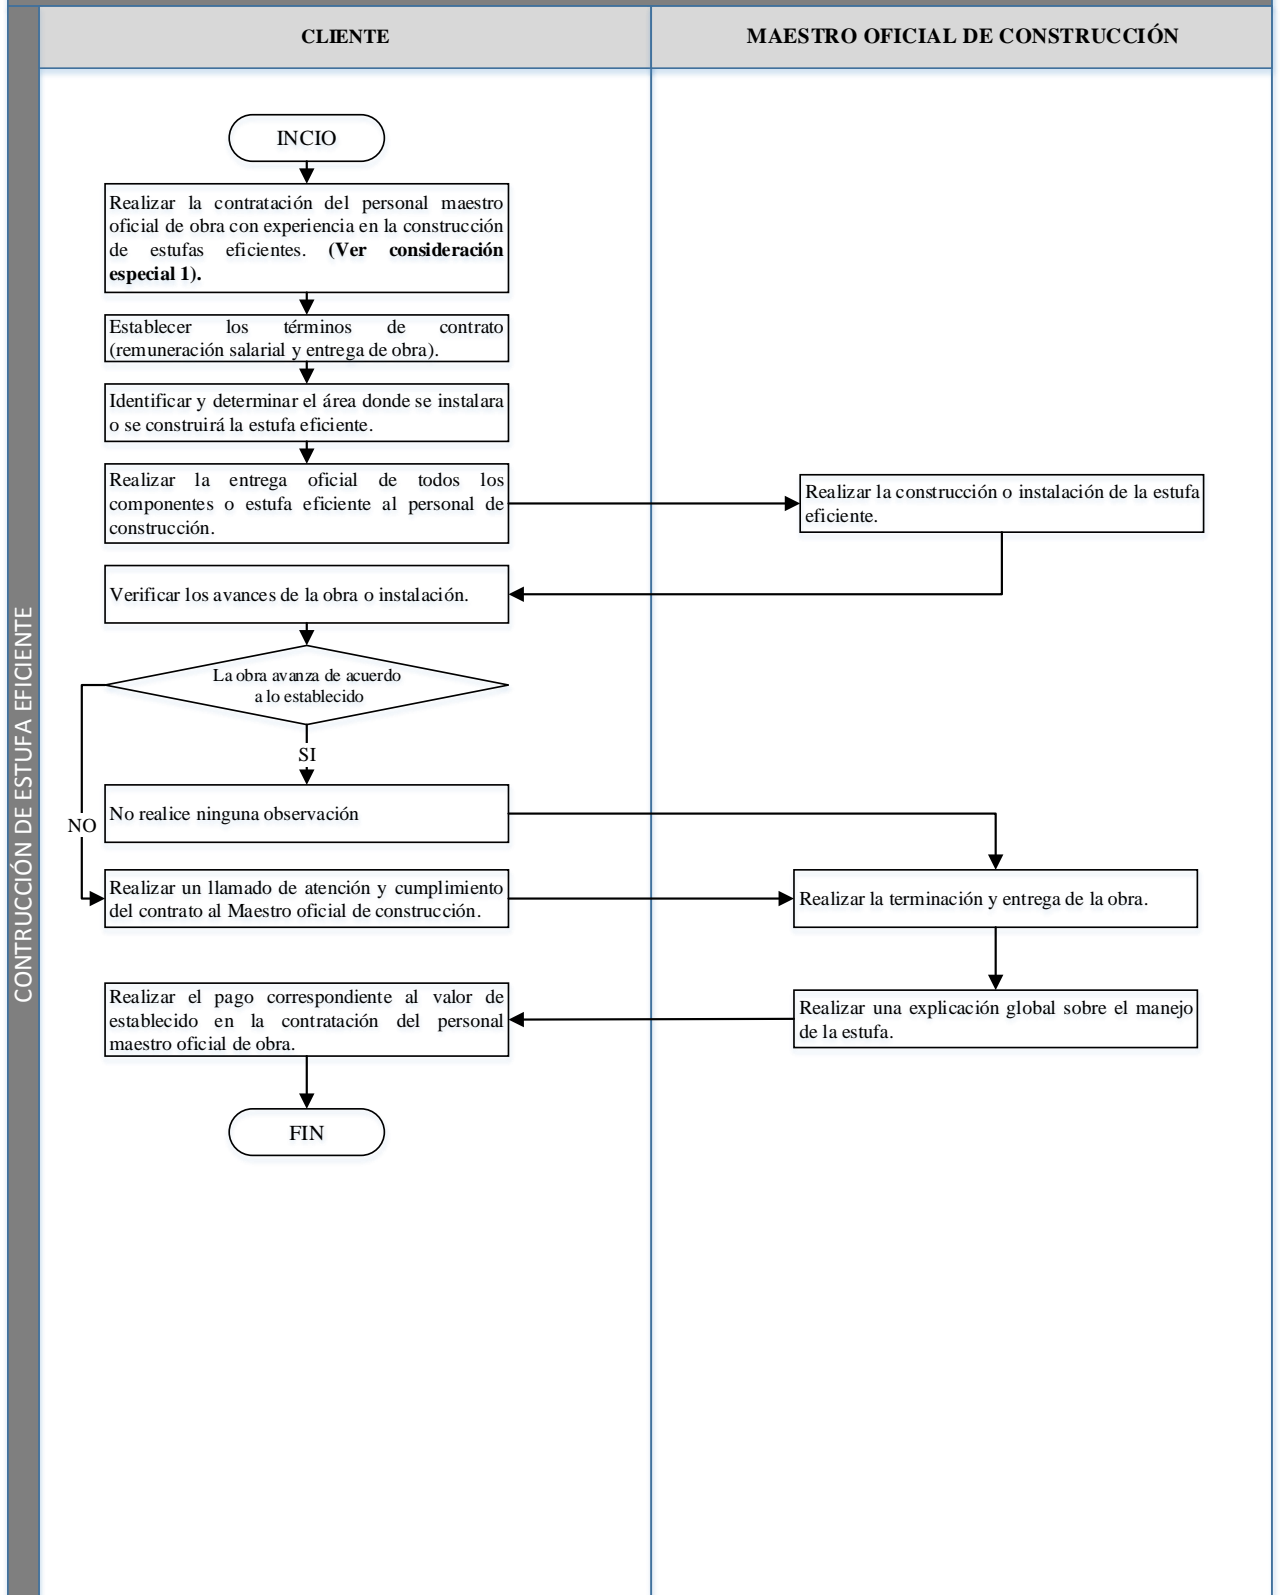 CLIENTE
MAESTRO OFICIAL DE CONSTRUCCIÓN
CONTRUCCIÓN DE ESTUFA EFICIENTE
INCIO
Realizar la contratación del personal maestro
oficial de obra con experiencia en la construcción
de estufas eficientes. (Ver consideración
especial 1).
Establecer los términos de contrato
(remuneración salarial y entrega de obra).
Identificar y determinar el área donde se instalara
o se construirá la estufa eficiente.
Realizar la entrega oficial de todos los
componentes o estufa eficiente al personal de
construcción.
Realizar la construcción o instalación de la estufa
eficiente.
Verificar los avances de la obra o instalación.
La obra avanza de acuerdo
a lo establecido
SI
NO
No realice ninguna observación
Realizar un llamado de atención y cumplimiento
del contrato al Maestro oficial de construcción.
Realizar la terminación y entrega de la obra.
Realizar una explicación global sobre el manejo
de la estufa.
Realizar el pago correspondiente al valor de
establecido en la contratación del personal
maestro oficial de obra.
FIN